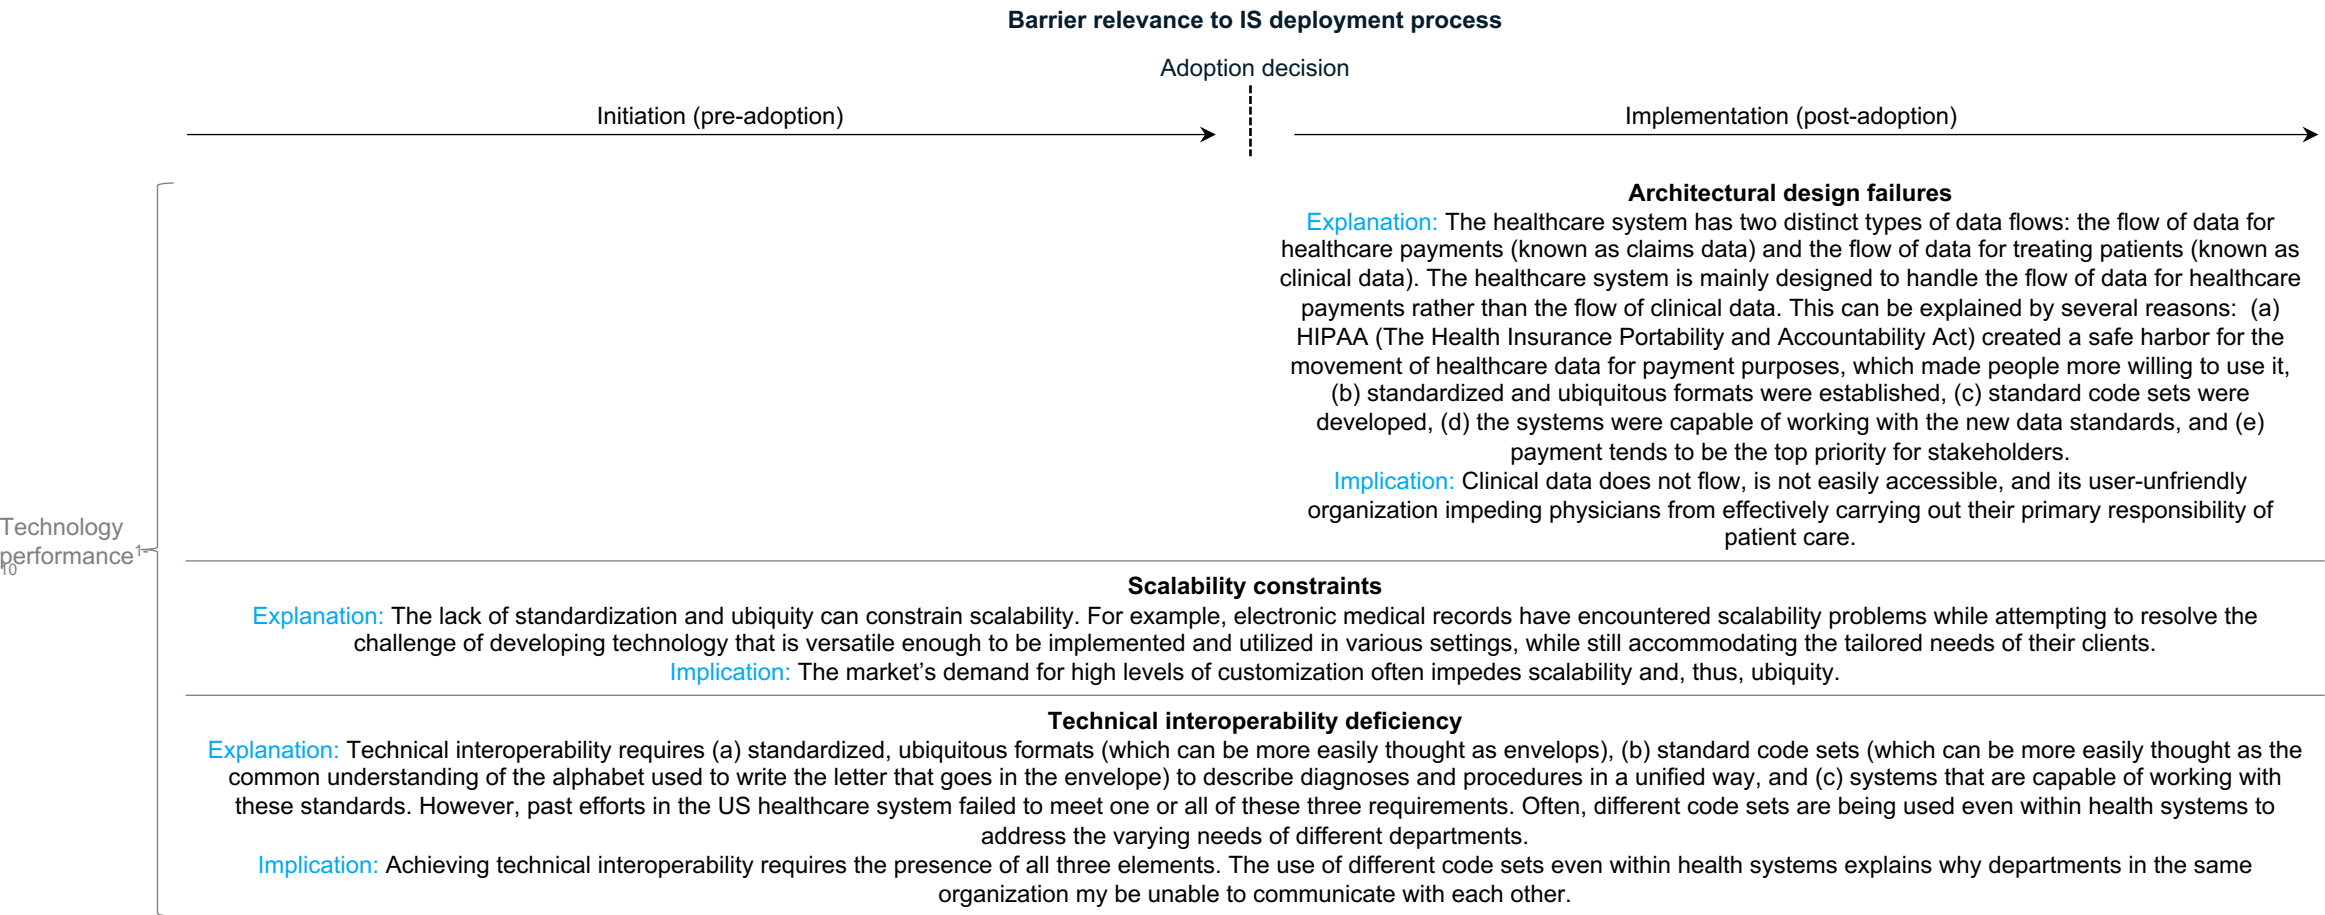 Barrier relevance to IS deployment process
Adoption decision
Initiation (pre-adoption)
Implementation (post-adoption)
Architectural design failures
Explanation: The healthcare system has two distinct types of data flows: the flow of data for
healthcare payments (known as claims data) and the flow of data for treating patients (known as
clinical data). The healthcare system is mainly designed to handle the flow of data for healthcare
payments rather than the flow of clinical data. This can be explained by several reasons:  (a)
HIPAA (The Health Insurance Portability and Accountability Act) created a safe harbor for the
movement of healthcare data for payment purposes, which made people more willing to use it,
(b) standardized and ubiquitous formats were established, (c) standard code sets were
developed, (d) the systems were capable of working with the new data standards, and (e)
payment tends to be the top priority for stakeholders.
Implication: Clinical data does not flow, is not easily accessible, and its user-unfriendly
organization impeding physicians from effectively carrying out their primary responsibility of
patient care.
Technology
performance1-
10
Scalability constraints
Explanation: The lack of standardization and ubiquity can constrain scalability. For example, electronic medical records have encountered scalability problems while attempting to resolve the
challenge of developing technology that is versatile enough to be implemented and utilized in various settings, while still accommodating the tailored needs of their clients.
Implication: The market’s demand for high levels of customization often impedes scalability and, thus, ubiquity.
Technical interoperability deficiency
Explanation: Technical interoperability requires (a) standardized, ubiquitous formats (which can be more easily thought as envelops), (b) standard code sets (which can be more easily thought as the
common understanding of the alphabet used to write the letter that goes in the envelope) to describe diagnoses and procedures in a unified way, and (c) systems that are capable of working with
these standards. However, past efforts in the US healthcare system failed to meet one or all of these three requirements. Often, different code sets are being used even within health systems to
address the varying needs of different departments.
Implication: Achieving technical interoperability requires the presence of all three elements. The use of different code sets even within health systems explains why departments in the same
organization my be unable to communicate with each other.